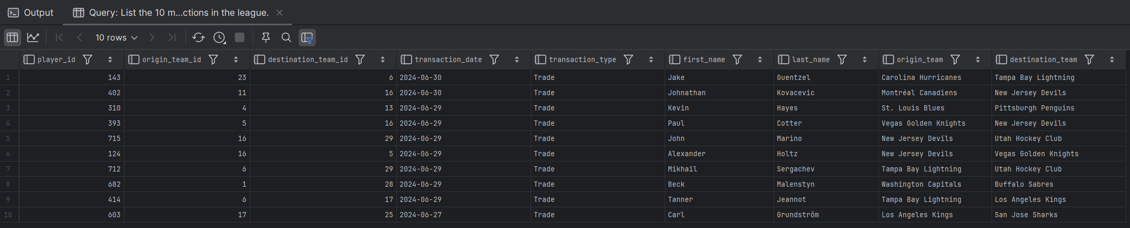 Output Query: List the 10 m...ctions in the league.
10 rows
player_id origin_team_id destination_team_id transaction_date transaction_type first_name last_name origin_team destination_team
1 143 23 6 2024-06-30 Trade Jake Guentzel Carolina Hurricanes Tampa Bay Lightning
2 402 11 16 2024-06-30 Trade Johnathan Kovacevic Montréal Canadiens New Jersey Devils
3 310 4 13 2024-06-29 Trade Kevin Hayes St. Louis Blues Pittsburgh Penguins
4 393 5 16 2024-06-29 Trade Paul Cotter Vegas Golden Knights New Jersey Devils
5 715 16 29 2024-06-29 Trade John Marino New Jersey Devils Utah Hockey Club
6 124 16 5 2024-06-29 Trade Alexander Holtz New Jersey Devils Vegas Golden Knights
7 712 6 29 2024-06-29 Trade Mikhail Sergachev Tampa Bay Lightning Utah Hockey Club
8 682 1 28 2024-06-29 Trade Beck Malenstyn Washington Capitals Buffalo Sabres
9 414 6 17 2024-06-29 Trade Tanner Jeannot Tampa Bay Lightning Los Angeles Kings
10 603 17 25 2024-06-27 Trade Carl Grundström Los Angeles Kings San Jose Sharks